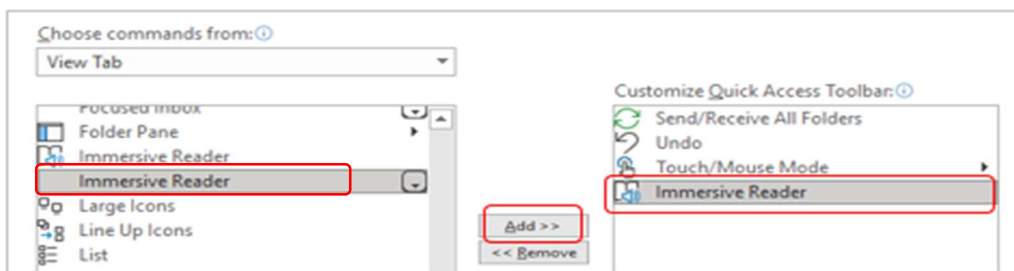 Choose commands from:
View Tab
Focused Inbox
Folder Pane
Immersive Reader
Immersive Reader
Large Icons
Line Up Icons
List
Add >>
<< Remove
Customize Quick Access Toolbar:
Send/Receive All Folders
Undo
Touch/Mouse Mode
Immersive Reader